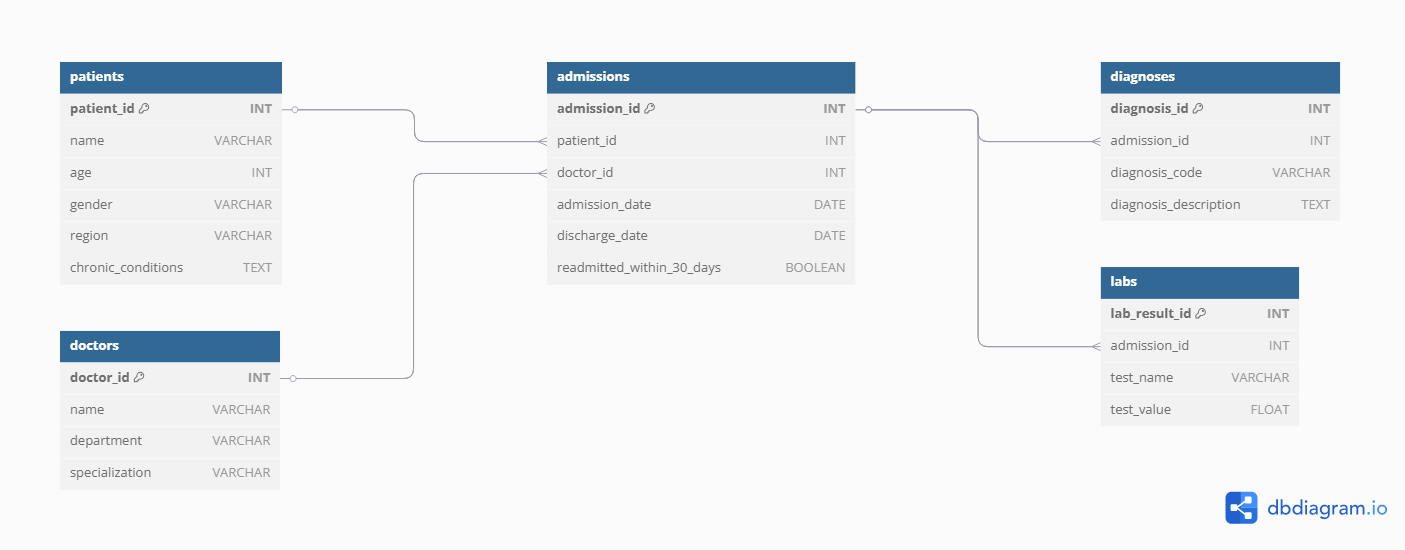 patients
patient_id INT
name VARCHAR
age INT
gender VARCHAR
region VARCHAR
chronic_conditions TEXT
doctors
doctor_id INT
name VARCHAR
department VARCHAR
specialization VARCHAR
admissions
admission_id INT
patient_id INT
doctor_id INT
admission_date DATE
discharge_date DATE
readmitted_within_30_days BOOLEAN
diagnoses
diagnosis_id INT
admission_id INT
diagnosis_code VARCHAR
diagnosis_description TEXT
labs
lab_result_id INT
admission_id INT
test_name VARCHAR
test_value FLOAT
dbdiagram.io